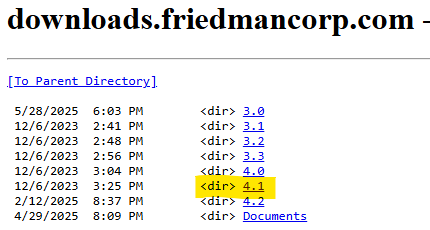 downloads.friedmancorp.com -
[To Parent Directory]
5/28/2025 6:03 PM <dir> 3.0
12/6/2023 2:41 PM <dir> 3.1
12/6/2023 2:48 PM <dir> 3.2
12/6/2023 2:56 PM <dir> 3.3
12/6/2023 3:04 PM <dir> 4.0
12/6/2023 3:25 PM <dir> 4.1
2/12/2025 8:37 PM <dir> 4.2
4/29/2025 8:09 PM <dir> Documents